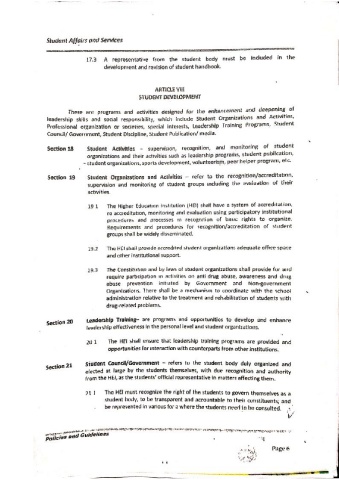 Student Affairs and Services
17.3 A representative from the student body must be included in the
development and revision of student handbook.
ARTICLE VIII
STUDENT DEVELOPMENT
These are programs and activities designed for the enhancement and deepening of
leadership skills and social responsibility, which include Student Organizations and Activities,
Professional organization or societies, special interests, Leadership Training Programs, Student
Council/ Government, Student Discipline, Student Publication/ media.
Section 18 Student Activities – supervision, recognition, and monitoring of student
organizations and their activities such as leadership programs, student publication,
student organizations, sports development, volunteerism, peer helper program, etc.
Section 19 Student Organizations and Activities – refer to the recognition/accreditation,
supervision and monitoring of student groups including the evaluation of their
activities
19.1 The Higher Education Institution (HEI) shall have a system of accreditation,
re accreditation, monitoring and evaluation using participatory institutional
procedures and processes in recognition of basic rights to organize.
Requirements and procedures for recognition/accreditation of student
groups shall be widely disseminated.
19.2 The HEI shall provide accredited student organizations adequate office space
and other institutional support.
19.3 The Constitution and by laws of student organizations shall provide for and
require participation in activities on anti drug abuse, awareness and drug
abuse prevention initiated by Government and Non-government
Organizations. There shall be a mechanism to coordinate with the school
administration relative to the treatment and rehabilitation of students with
drug-related problems.
Section 20 Leadership Training– are programs and opportunities to develop and enhance
leadership effectiveness in the personal level and student organizations.
20.1 The HEI shall ensure that leadership training programs are provided and
opportunities for interaction with counterparts from other institutions.
Section 21 Student Council/Government – refers to the student body duly organized and
elected at large by the students themselves, with due recognition and authority
from the HEI, as the students' official representative in matters affecting them.
21.1 The HEI must recognize the right of the students to govern themselves as a
student body, to be transparent and accountable to their constituents, and
be represented in various fora where the students need to be consulted.
Policies and Guidelines
Page 6